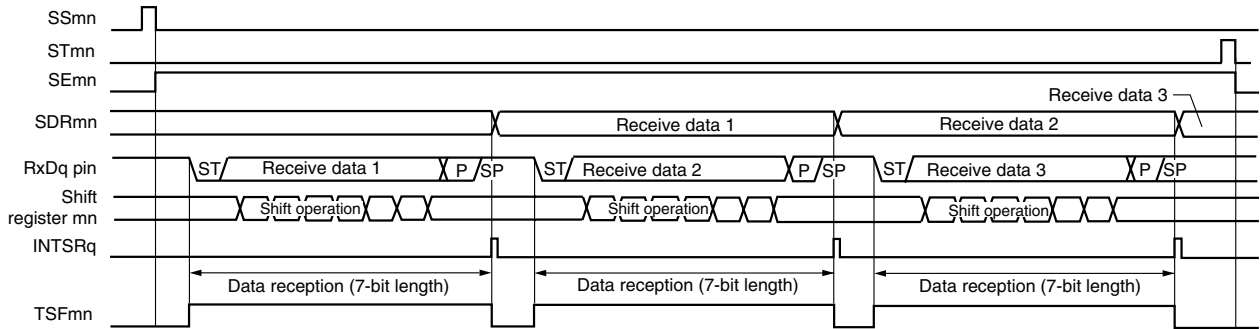 SSmn
STmn
SEmn
Receive data 3
SDRmn Receive data 1 Receive data 2
RxDq pin ST Receive data 1 P SP ST Receive data 2 P SP ST Receive data 3 P SP
Shift
register mn Shift operation Shift operation Shift operation
INTSRq
Data reception (7-bit length) Data reception (7-bit length) Data reception (7-bit length)
TSFmn